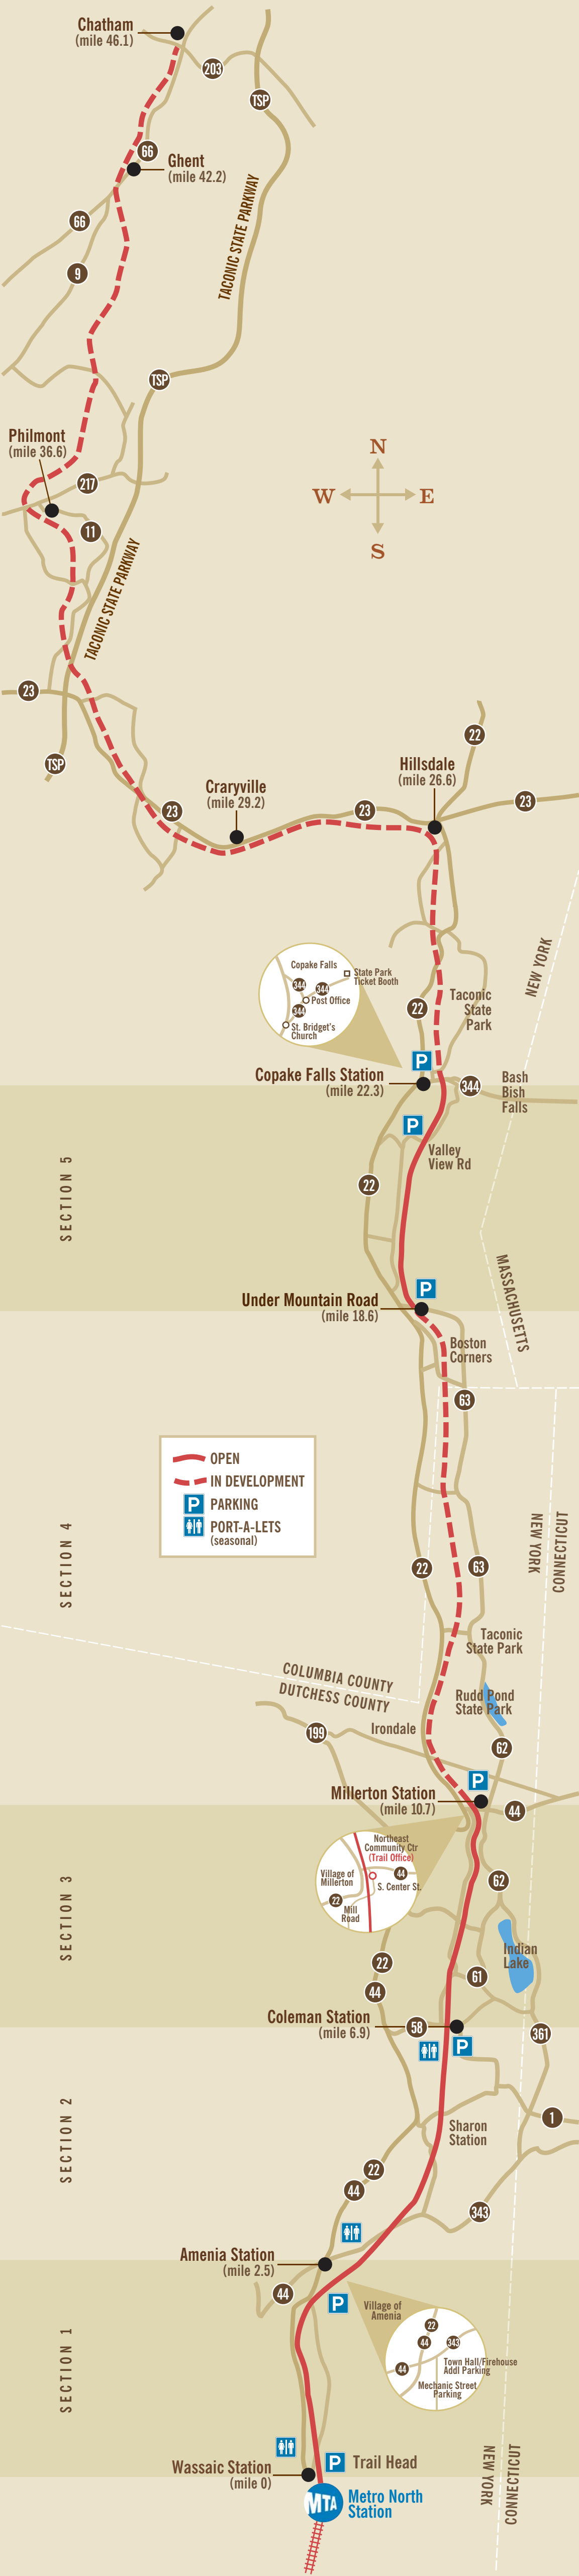 Chatham
(mile 46.1)
203
TSP
66
Ghent
(mile 42.2)
66
9
TACONIC STATE PARKWAY
TSP
Philmont
(mile 36.6)
217
11
N
W E
S
TACONIC STATE PARKWAY
23
TSP
22
Hillsdale
(mile 26.6)
Craryville
(mile 29.2)
23
23
23
NEW YORK
Copake Falls
State Park
Ticket Booth
344
344
Post Office
344
St. Bridget's
Church
22
Taconic
State
Park
P
Copake Falls Station
(mile 22.3)
344
Bash
Bish
Falls
P
Valley
View Rd
SECTION 5
22
MASSACHUSETTS
P
Under Mountain Road
(mile 18.6)
Boston
Corners
63
OPEN
IN DEVELOPMENT
P PARKING
PORT-A-LETS
(seasonal)
SECTION 4
NEW YORK
CONNECTICUT
22
63
Taconic
State Park
COLUMBIA COUNTY
DUTCHESS COUNTY
Rudd Pond
State Park
199
Irondale
62
P
Millerton Station
(mile 10.7)
44
Northeast
Community Ctr
(Trail Office)
Village of
Millerton
44
S. Center St.
22
Mill
Road
62
SECTION 3
Indian
Lake
22
61
44
Coleman Station
(mile 6.9)
58
361
P
SECTION 2
1
Sharon
Station
22
44
343
Amenia Station
(mile 2.5)
44
P
Village of
Amenia
22
44
343
44
Town Hall/Firehouse
Addl Parking
Mechanic Street
Parking
SECTION 1
NEW YORK
CONNECTICUT
P
Trail Head
Wassaic Station
(mile 0)
MTA
Metro North
Station